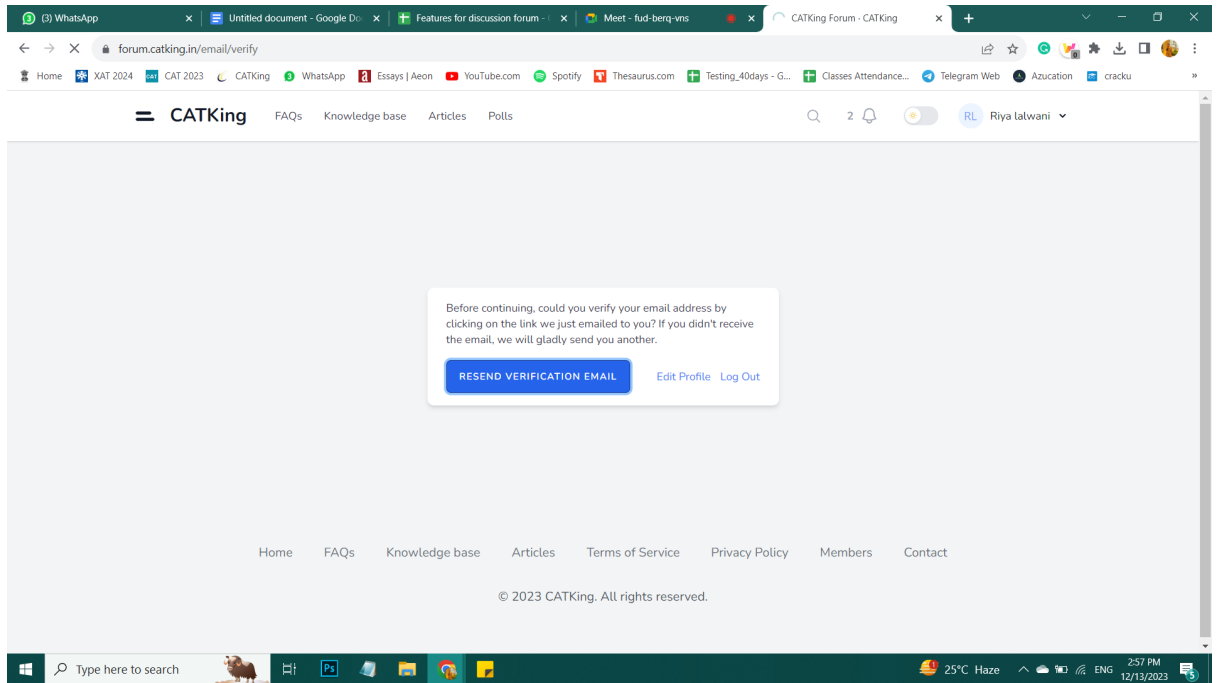 3 (3) WhatsApp
Untitled document - Google Do
Features for discussion forum -
Meet - fud-berq-vns
CATKing Forum - CATKing
forum.catking.in/email/verify
Home
XAT 2024
CAT CAT 2023
CATKing
WhatsApp
a Essays | Aeon
YouTube.com
Spotify
T Thesaurus.com
Testing_40days - G...
Classes Attendance...
Telegram Web
Azucation
cracku
»
CATKing
FAQs
Knowledge base
Articles
Polls
2
RL Riya lalwani
Before continuing, could you verify your email address by
clicking on the link we just emailed to you? If you didn't receive
the email, we will gladly send you another.
RESEND VERIFICATION EMAIL
Edit Profile
Log Out
Home
FAQs
Knowledge base
Articles
Terms of Service
Privacy Policy
Members
Contact
© 2023 CATKing. All rights reserved.
Type here to search
Ps
25°C Haze
ENG
2:57 PM
12/13/2023
5